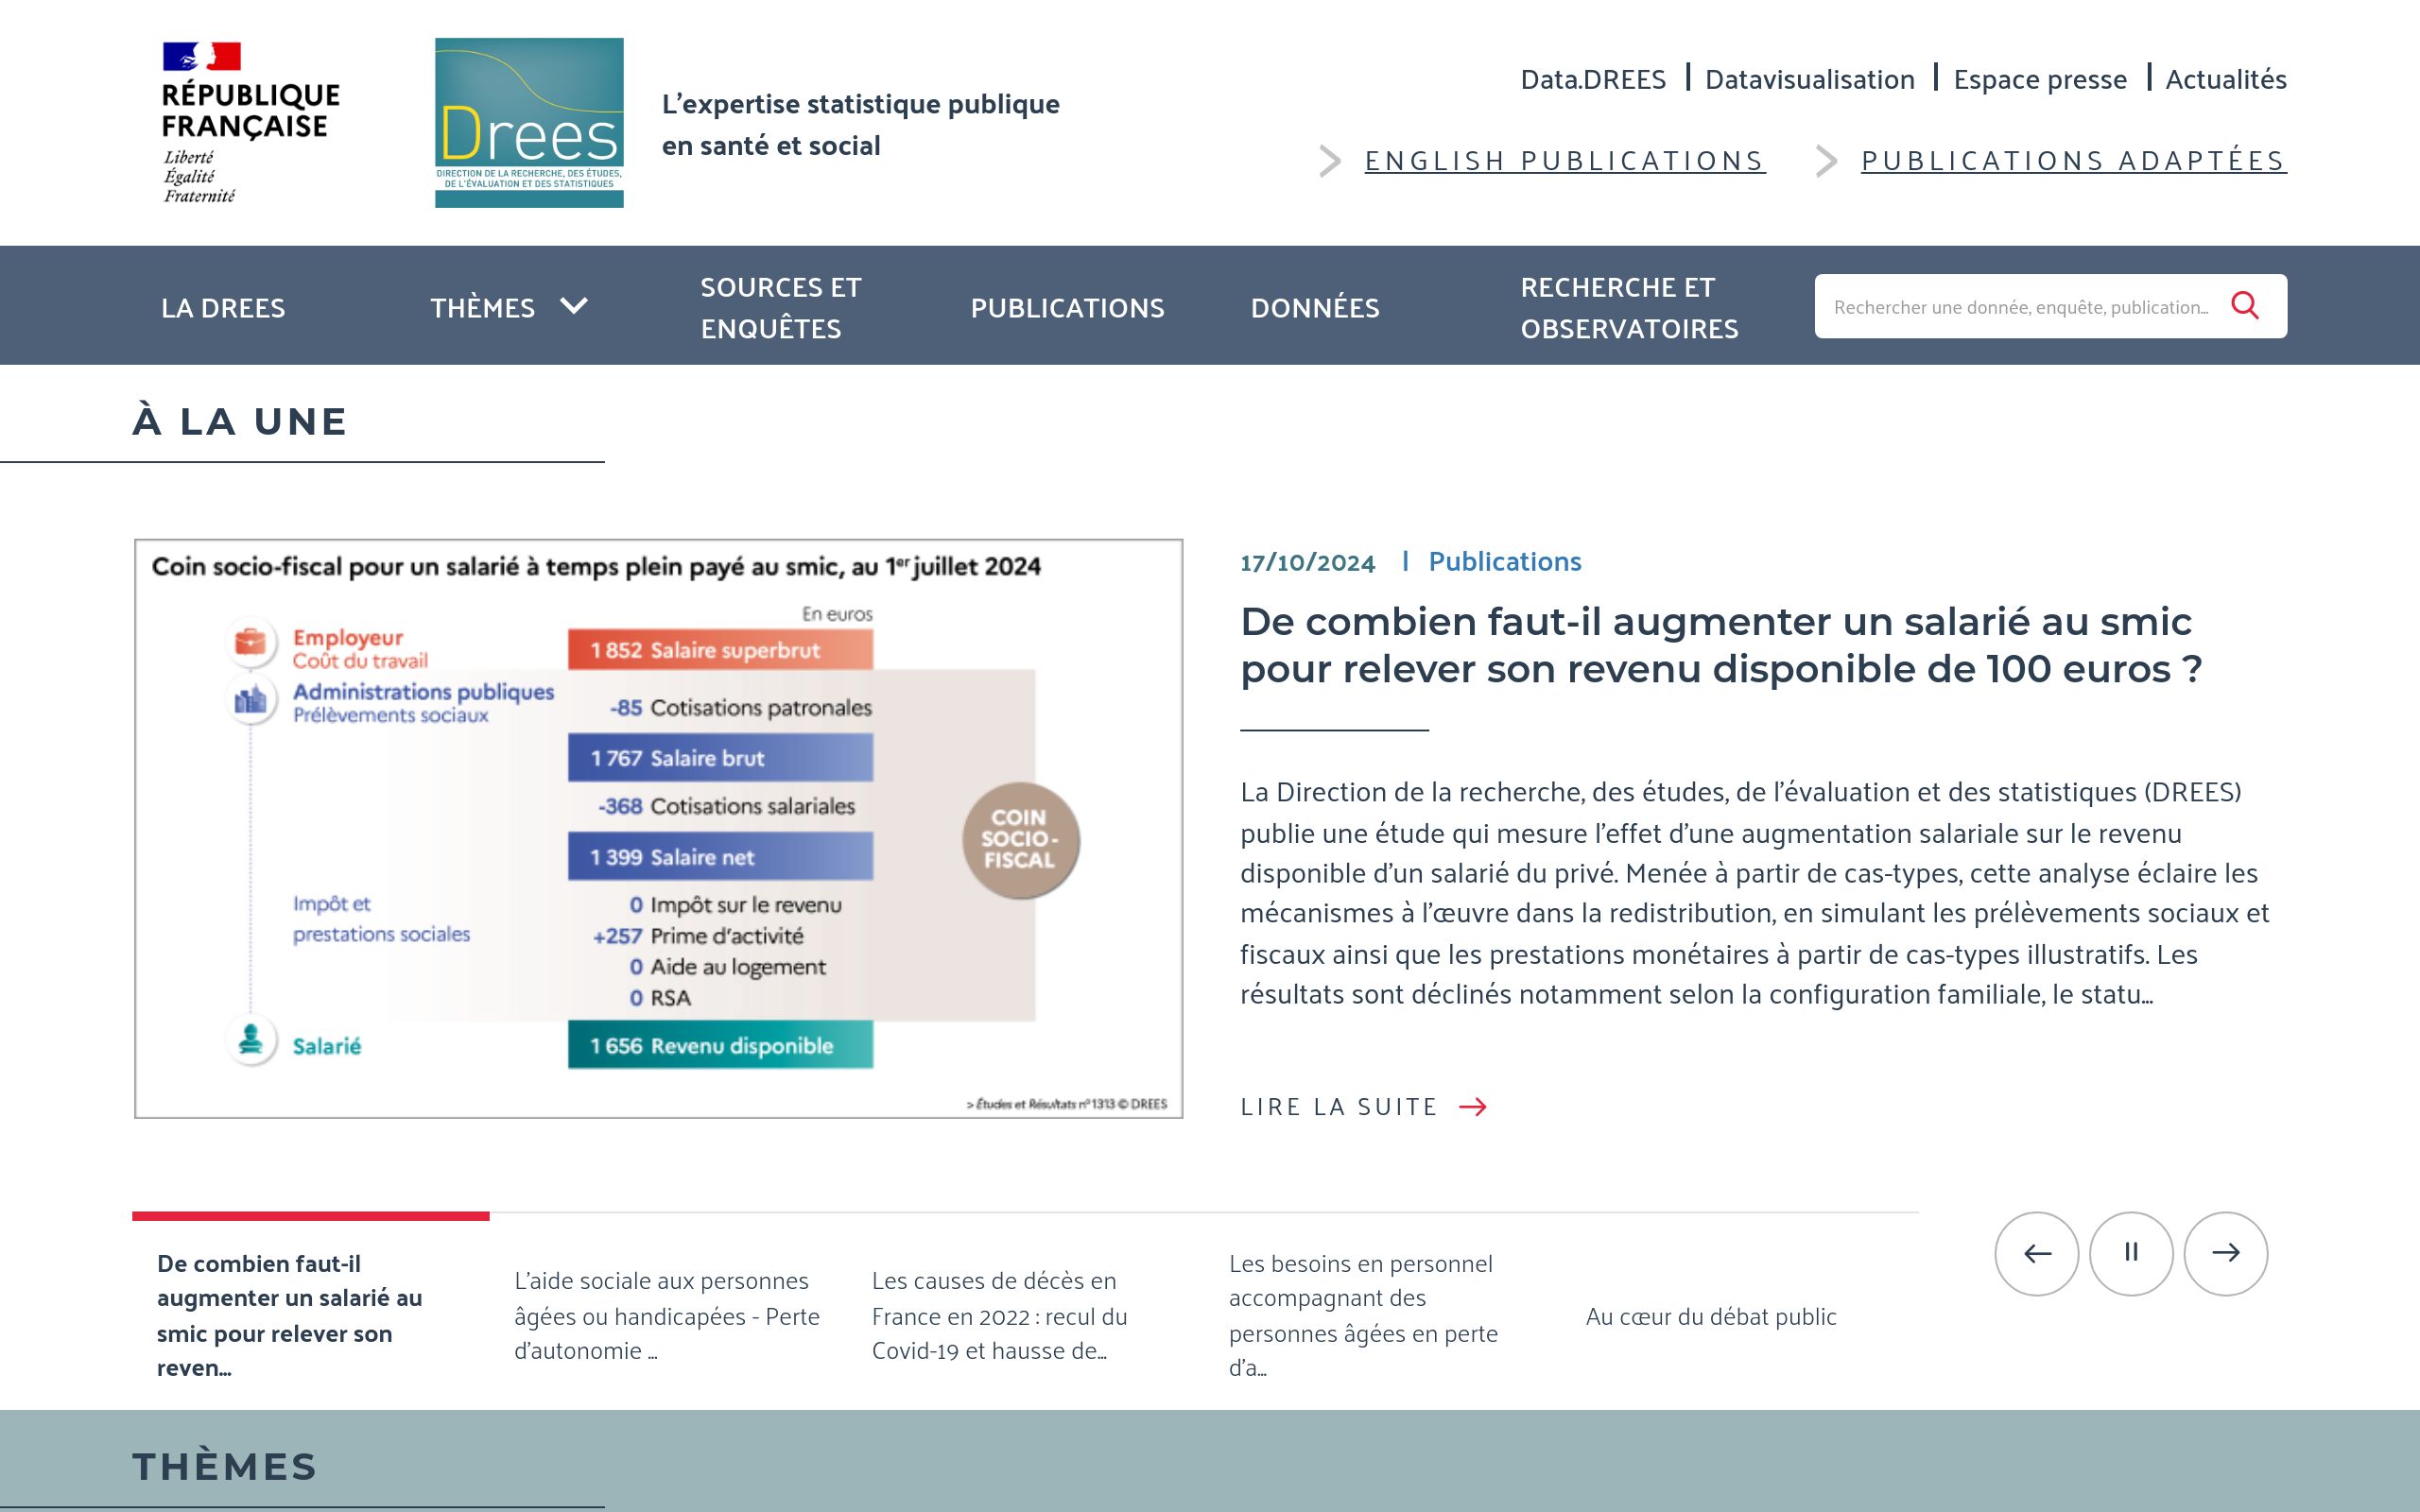 RÉPUBLIQUE
FRANÇAISE
Liberté
Égalité
Fraternité
Drees
DIRECTION DE LA RECHERCHE, DES ÉTUDES,
DE L'ÉVALUATION ET DES STATISTIQUES
L'expertise statistique publique
en santé et social
Data.DREES | Datavisualisation | Espace presse | Actualités
ENGLISH PUBLICATIONS PUBLICATIONS ADAPTÉES
LA DREES
THÈMES
SOURCES ET
ENQUÊTES
PUBLICATIONS
DONNÉES
RECHERCHE ET
OBSERVATOIRES
Rechercher une donnée, enquête, publication...
À LA UNE
Coin socio-fiscal pour un salarié à temps plein payé au smic, au 1er juillet 2024
En euros
Employeur
Coût du travail
1 852 Salaire superbrut
Administrations publiques
Prélèvements sociaux
-85 Cotisations patronales
1 767 Salaire brut
-368 Cotisations salariales
1 399 Salaire net
COIN
SOCIO-
FISCAL
Impôt et
prestations sociales
0 Impôt sur le revenu
+257 Prime d'activité
0 Aide au logement
0 RSA
Salarié
1 656 Revenu disponible
> Études et Résultats n° 1313 © DREES
17/10/2024 | Publications
De combien faut-il augmenter un salarié au smic
pour relever son revenu disponible de 100 euros ?
La Direction de la recherche, des études, de l'évaluation et des statistiques (DREES)
publie une étude qui mesure l'effet d'une augmentation salariale sur le revenu
disponible d'un salarié du privé. Menée à partir de cas-types, cette analyse éclaire les
mécanismes à l'œuvre dans la redistribution, en simulant les prélèvements sociaux et
fiscaux ainsi que les prestations monétaires à partir de cas-types illustratifs. Les
résultats sont déclinés notamment selon la configuration familiale, le statu...
LIRE LA SUITE
De combien faut-il
augmenter un salarié au
smic pour relever son
reven...
L'aide sociale aux personnes
âgées ou handicapées - Perte
d'autonomie ...
Les causes de décès en
France en 2022 : recul du
Covid-19 et hausse de...
Les besoins en personnel
accompagnant des
personnes âgées en perte
d'a...
Au cœur du débat public
THÈMES